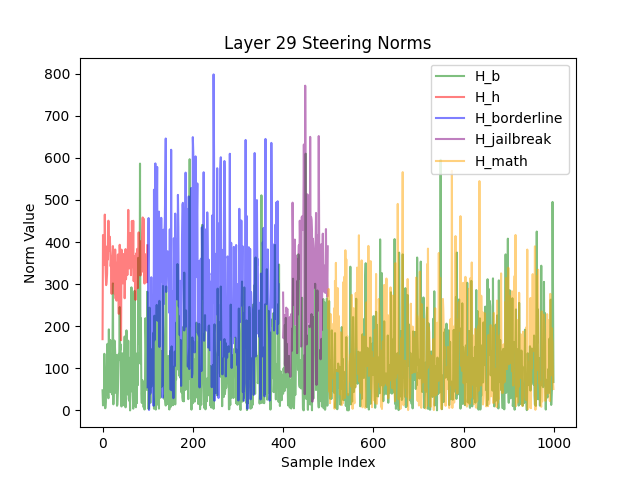 Layer 29 Steering Norms
Norm Value
800
700
600
500
400
300
200
100
0
H_b
H_h
H_borderline
H_jailbreak
H_math
0
200
400
600
800
1000
Sample Index